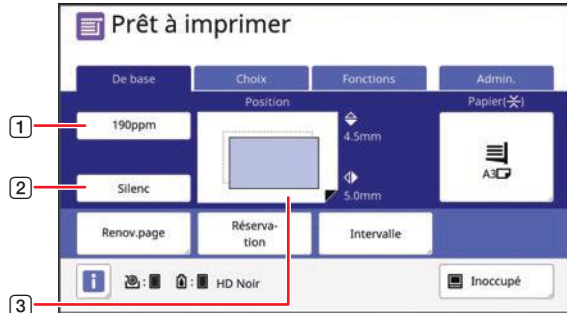 Prêt à imprimer
De base
Choix
Fonctions
Admin.
Position
Papier()
1
190ppm
4.5mm
A3
2
Silenc
5.0mm
Renov.page
Réserva-
tion
Intervalle
i
:
: HD Noir
Inoccupé
3